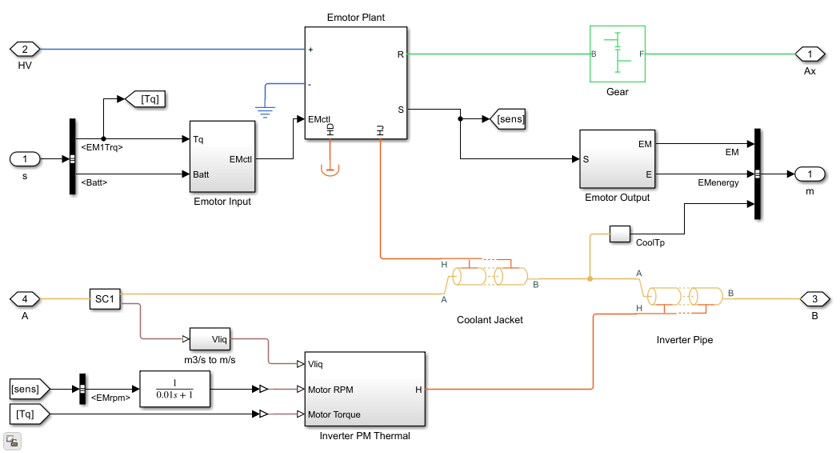 Emotor Plant
2
HV
+
-
R
S
EMctl
HD
HJ
B
F
Gear
1
Ax
[Tq]
<EM1Trq>
1
s
<Batt>
Tq
Batt
EMctl
Emotor Input
[sens]
S
EM
E
Emotor Output
EM
EMenergy
1
m
CoolTp
H
A
B
Coolant Jacket
A
H
B
Inverter Pipe
3
B
4
A
SC1
Vliq
m3/s to m/s
[sens]
<EMrpm>
1
0.01s + 1
[Tq]
Vliq
Motor RPM
Motor Torque
H
Inverter PM Thermal